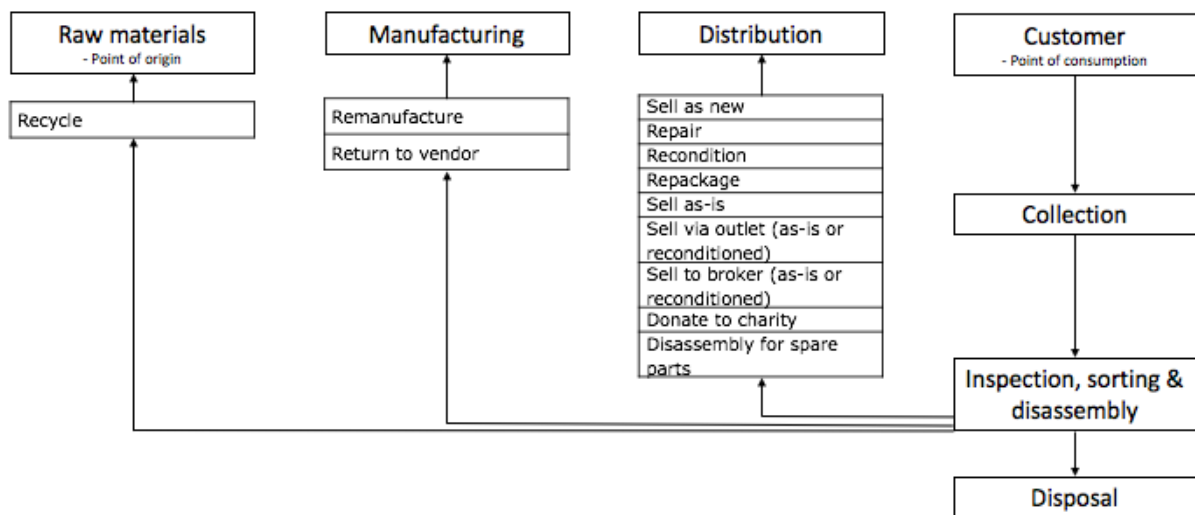 Raw materials
- Point of origin
Recycle
Manufacturing
Remanufacture
Return to vendor
Distribution
Sell as new
Repair
Recondition
Repackage
Sell as-is
Sell via outlet (as-is or
reconditioned)
Sell to broker (as-is or
reconditioned)
Donate to charity
Disassembly for spare
parts
Customer
- Point of consumption
Collection
Inspection, sorting &
disassembly
Disposal